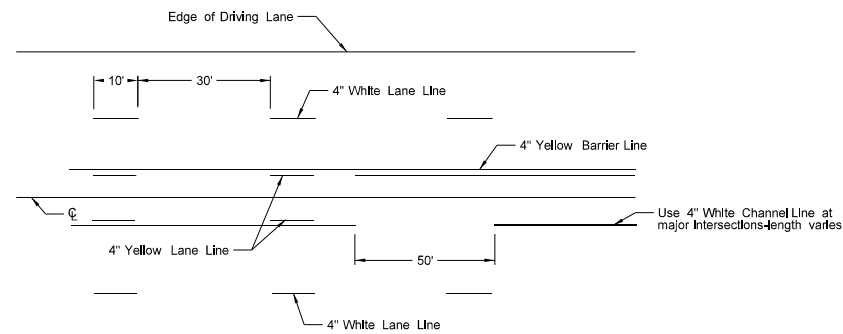 Edge of Driving Lane
10'
30'
4" White Lane Line
4" Yellow Barrier Line
℄
Use 4" White Channel Line at
major intersections-length varies
4" Yellow Lane Line
50'
4" White Lane Line